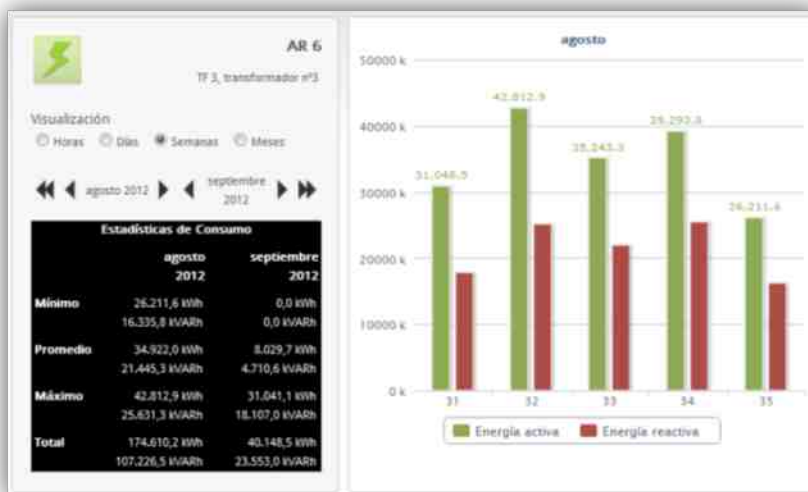 AR 6
TF 3, transformador nº3
Visualización
Horas Días Semanas Meses
agosto 2012 septiembre 2012
Estadísticas de Consumo
agosto 2012 septiembre 2012
Mínimo 26.211,6 kWh 0,0 kWh
16.335,8 kVARh 0,0 kVARh
Promedio 34.922,0 kWh 8.029,7 kWh
21.445,3 kVARh 4.710,6 kVARh
Máximo 42.812,9 kWh 31.041,1 kWh
25.631,3 kVARh 18.107,0 kVARh
Total 174.610,2 kWh 40.148,5 kWh
107.226,5 kVARh 23.553,0 kVARh
agosto
50000 k
40000 k
30000 k
20000 k
10000 k
0 k
42.812.9
35.243.3
26.211.6
31 32 33 34 35
Energía activa Energía reactiva